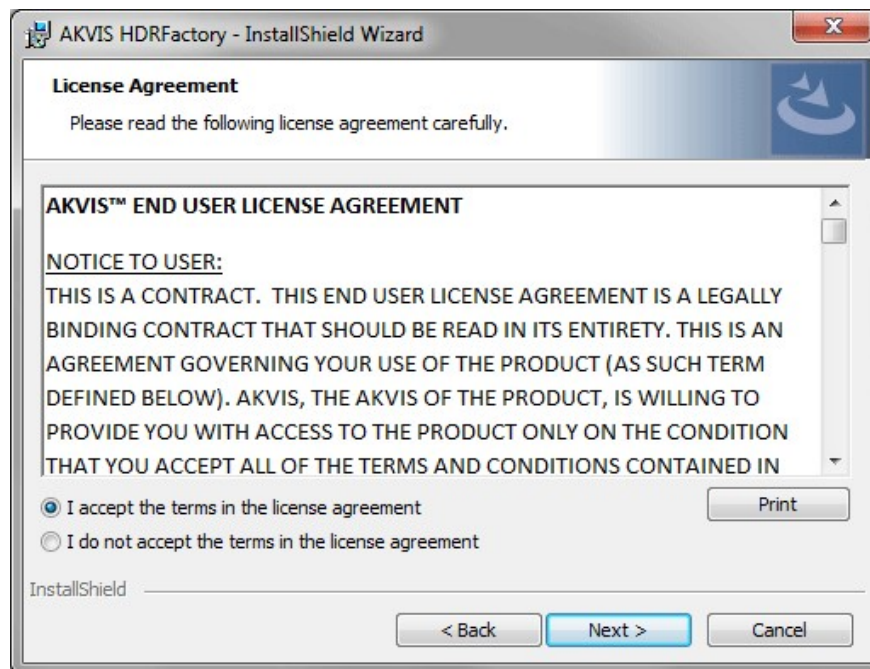 AKVIS HDRFactory - InstallShield Wizard
License Agreement
Please read the following license agreement carefully.
AKVIS™ END USER LICENSE AGREEMENT
NOTICE TO USER:
THIS IS A CONTRACT. THIS END USER LICENSE AGREEMENT IS A LEGALLY
BINDING CONTRACT THAT SHOULD BE READ IN ITS ENTIRETY. THIS IS AN
AGREEMENT GOVERNING YOUR USE OF THE PRODUCT (AS SUCH TERM
DEFINED BELOW). AKVIS, THE AKVIS OF THE PRODUCT, IS WILLING TO
PROVIDE YOU WITH ACCESS TO THE PRODUCT ONLY ON THE CONDITION
THAT YOU ACCEPT ALL OF THE TERMS AND CONDITIONS CONTAINED IN
I accept the terms in the license agreement
Print
I do not accept the terms in the license agreement
InstallShield
< Back
Next >
Cancel